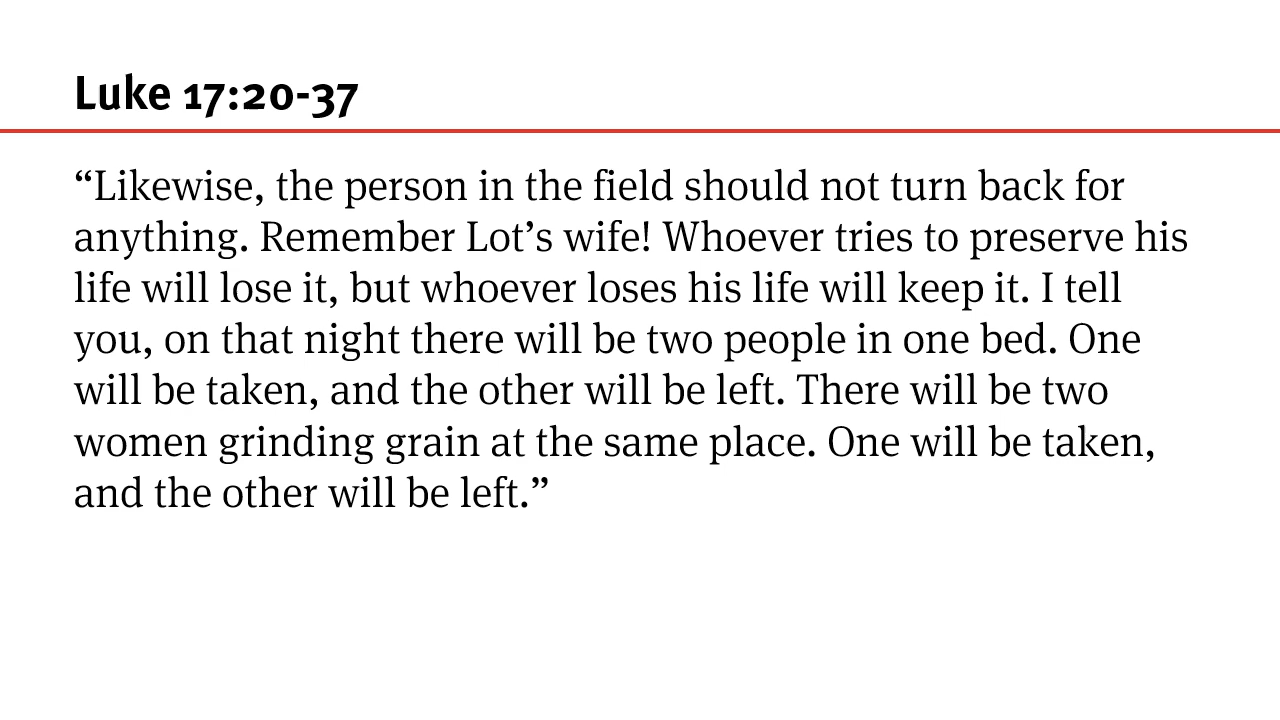 Luke 17:20-37
“Likewise, the person in the field should not turn back for
anything. Remember Lot’s wife! Whoever tries to preserve his
life will lose it, but whoever loses his life will keep it. I tell
you, on that night there will be two people in one bed. One
will be taken, and the other will be left. There will be two
women grinding grain at the same place. One will be taken,
and the other will be left.”